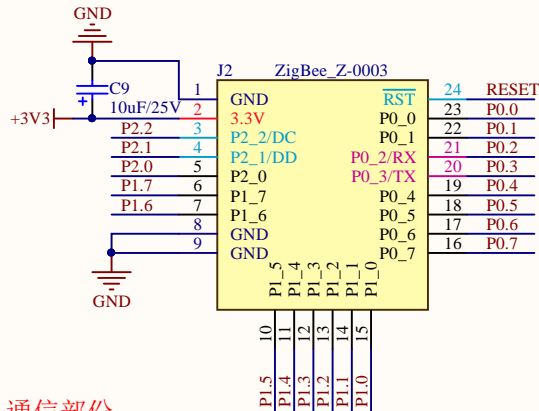 GND
J2 ZigBee_Z-0003
C9
10uF/25V
+3V3
1 GND
2 3.3V
P2.2 3 P2_2/DC
P2.1 4 P2_1/DD
P2.0 5 P2_0
P1.7 6 P1_7
P1.6 7 P1_6
8 GND
9 GND
GND
RST 24 RESET
P0_0 23 P0.0
P0_1 22 P0.1
P0_2/RX 21 P0.2
P0_3/TX 20 P0.3
P0_4 19 P0.4
P0_5 18 P0.5
P0_6 17 P0.6
P0_7 16 P0.7
P1_5 10 P1.5
P1_4 11 P1.4
P1_3 12 P1.3
P1_2 13 P1.2
P1_1 14 P1.1
P1_0 15 P1.0
通信部份